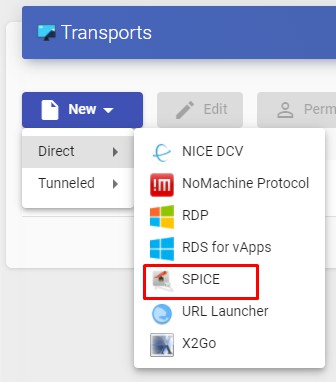 Transports
New
Edit
Perm
Direct
Tunneled
NICE DCV
NoMachine Protocol
RDP
RDS for vApps
SPICE
URL Launcher
X2Go